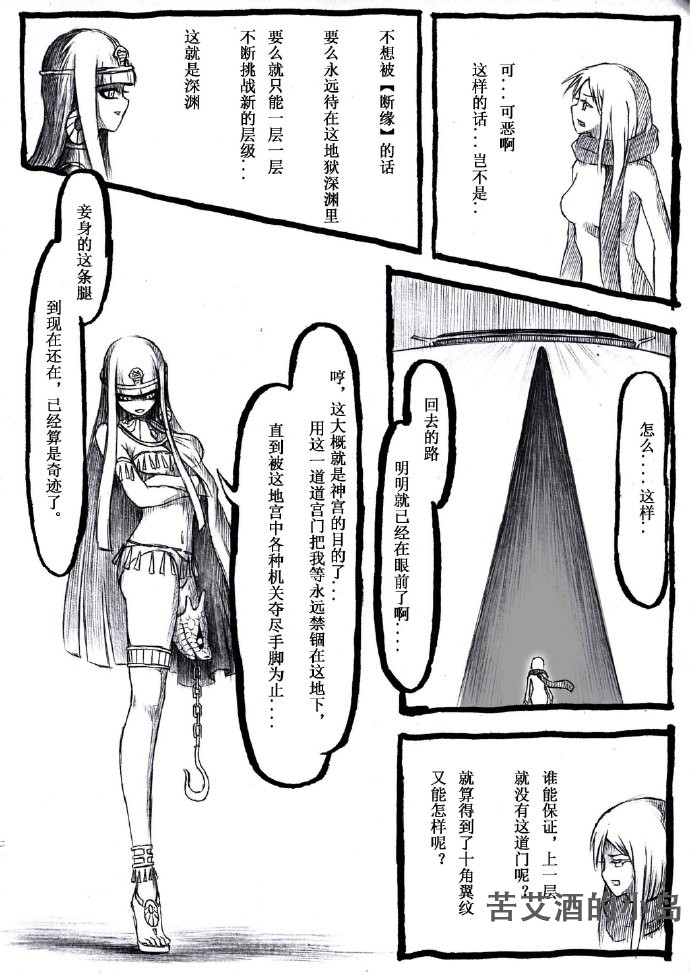 可....可恶啊
这样的话....岂不是..
不想被【断缘】的话
要么永远待在这地狱深渊里
要么就只能一层一层
不断挑战新的层级...
这就是深渊
怎么....这样.
回去的路
明明就已经在眼前了啊.....
哼，这大概就是神宫的目的了...
用这一道道宫门把我等永远禁锢在这地下，
直到被这地宫中各种机关夺尽手脚为止....
妾身的这条腿
到现在还在，已经算是奇迹了。
谁能保证，上一层
就没有这道门呢？
就算得到了十角翼纹
又能怎样呢？
苦艾酒的小岛